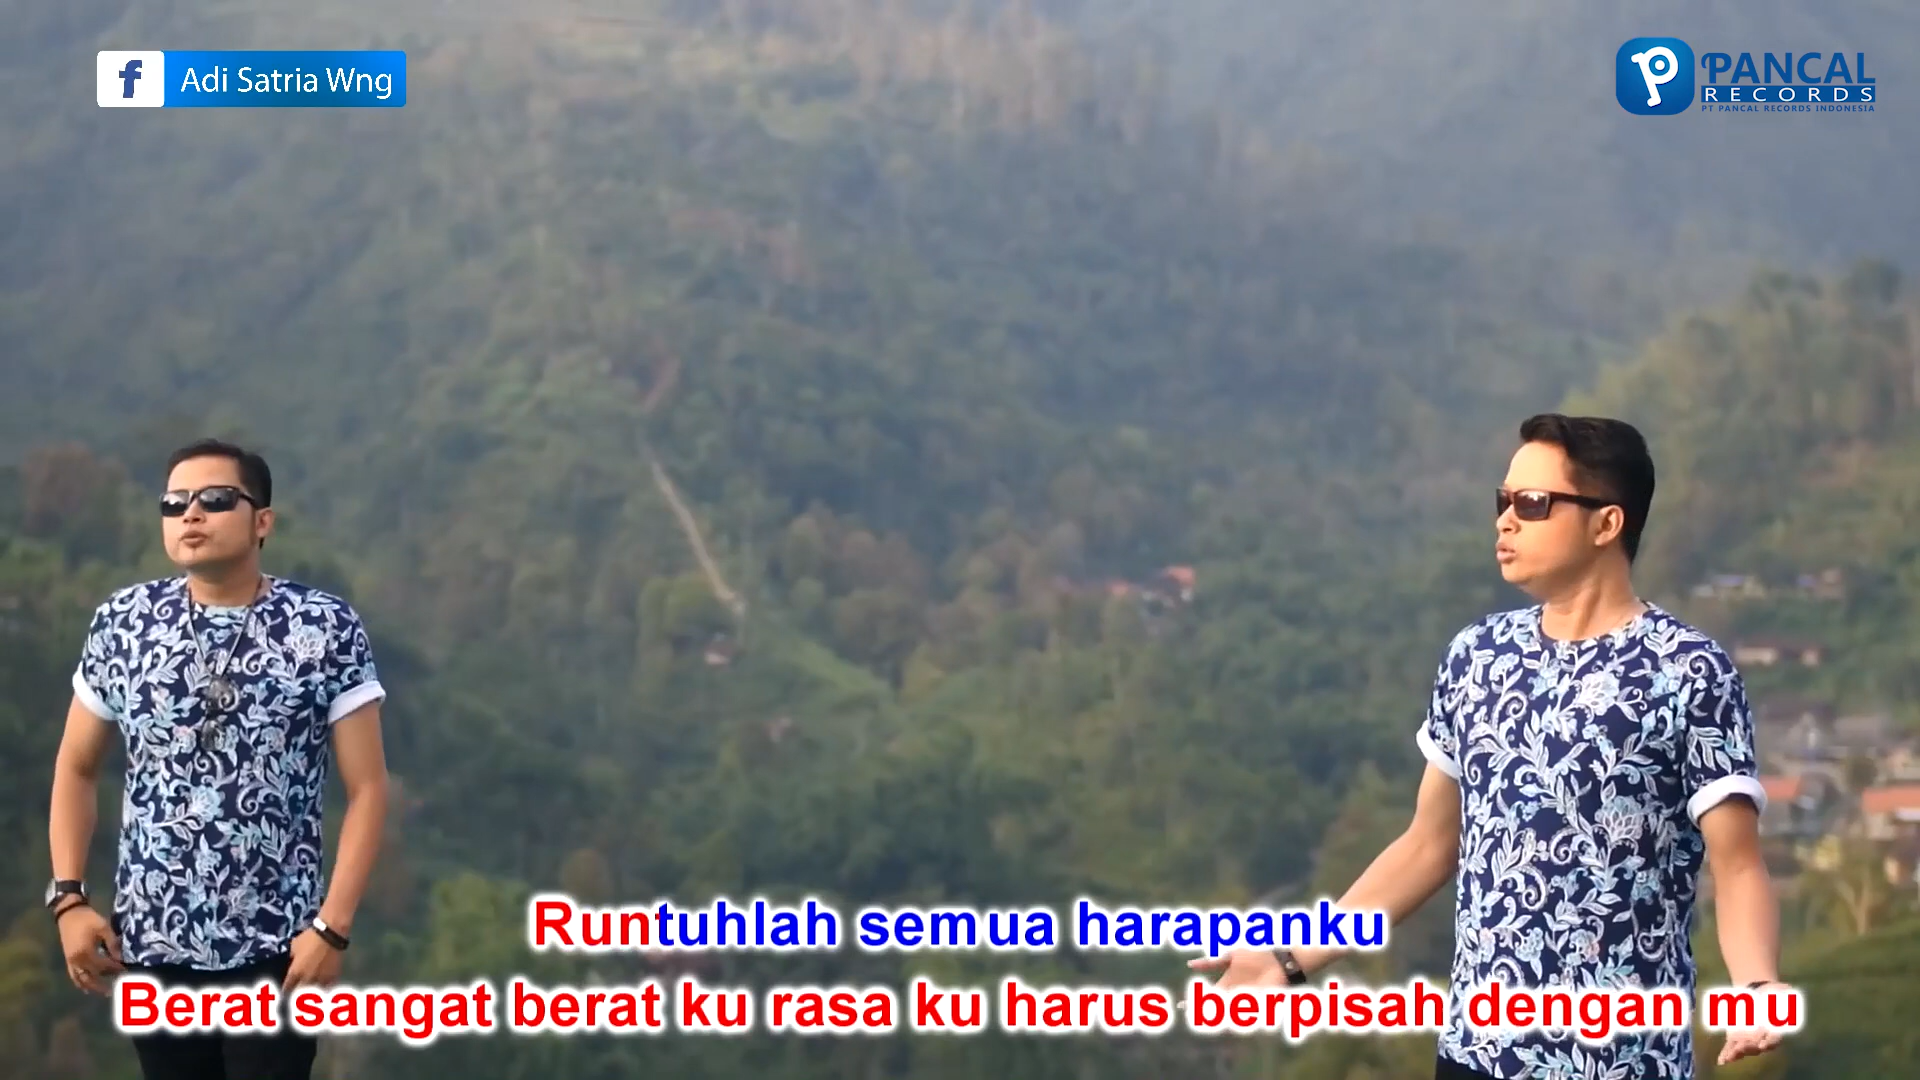 Adi Satria Wng
PANCAL
RECORDS
PT PANCAL RECORDS INDONESIA
Runtuhlah semua harapanku
Berat sangat berat ku rasa ku harus berpisah dengan mu